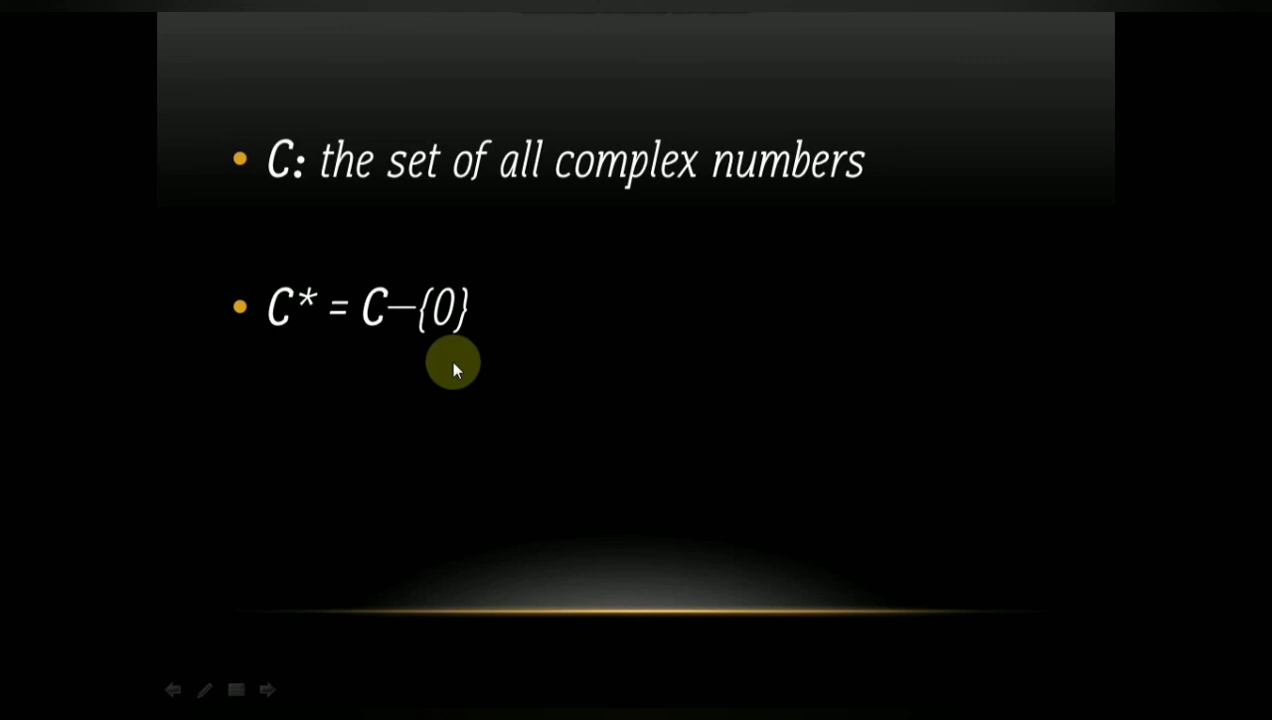 • C: the set of all complex numbers
• C* = C—{0}